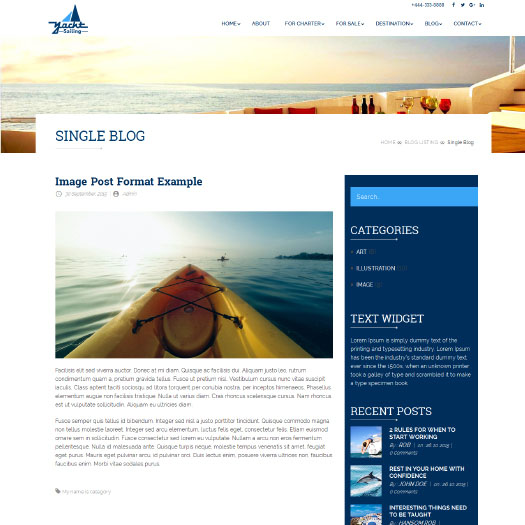 +444-333-8888
Yacht
Sailing
HOME
ABOUT
FOR CHARTER
FOR SALE
DESTINATION
BLOG
CONTACT
SINGLE BLOG
HOME
BLOG LISTING
Single Blog
Image Post Format Example
30 September, 2015
Admin
Search
Facilisis elit sed viverra auctor. Donec at mi diam. Quisque ac facilisis dui. Aliquam justo leo, rutrum
condimentum quam a, pretium gravida tellus. Fusce ut pretium nisl. Vestibulum cursus nunc vitae suscipit
iaculis. Class aptent taciti sociosqu ad litora torquent per conubia nostra, per inceptos himenaeos. Phasellus
elementum augue non facilisis tristique. Nulla ut varius diam. Cras rhoncus scelerisque cursus. Nam rhoncus
est ut vulputate sollicitudin. Aliquam eu ultricies diam.
Fusce semper quis tellus id bibendum. Integer sed nisl a justo porttitor tincidunt. Quisque commodo magna
non tellus molestie laoreet. Integer sed arcu elementum, luctus felis eget, consectetur felis. Etiam euismod
ornare sem in sollicitudin. Fusce consectetur sed lorem eu vulputate. Nullam a arcu non eros fermentum
pellentesque. Nulla id malesuada ante. Quisque turpis neque, molestie tempus venenatis sit amet, feugiat
eget purus. Mauris eget pulvinar arcu, id pulvinar orci. Duis lectus enim, posuere viverra ultrices non, faucibus
faucibus enim. Morbi vitae sodales purus.
My name is category
CATEGORIES
ART
ILLUSTRATION
IMAGE
TEXT WIDGET
Lorem Ipsum is simply dummy text of the
printing and typesetting industry. Lorem Ipsum
has been the industry's standard dummy text
ever since the 1500s, when an unknown printer
took a galley of type and scrambled it to make
a type specimen book.
RECENT POSTS
2 RULES FOR WHEN TO
START WORKING
By: ROB | on: 26 10 2015 |
0 Comments
REST IN YOUR HOME WITH
CONFIDENCE
By: JOHN DOE | on: 26 10 2015 |
0 Comments
INTERESTING THINGS NEED
TO BE TAUGHT
By: HANSOM ROB |